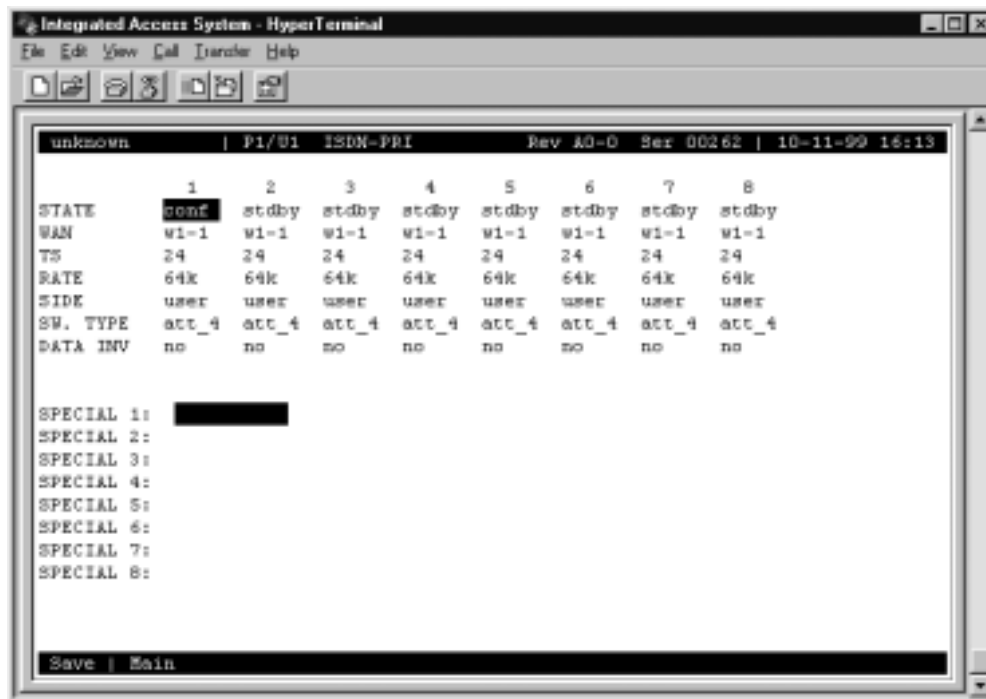 Integrated Access System - HyperTerminal
File Edit View Call Transfer Help
unknown | P1/U1 ISDN-PRI Rev A0-0 Ser 00262 | 10-11-99 16:13
1 2 3 4 5 6 7 8
STATE conf stdby stdby stdby stdby stdby stdby stdby
WAN w1-1 w1-1 w1-1 w1-1 w1-1 w1-1 w1-1 w1-1
TS 24 24 24 24 24 24 24 24
RATE 64k 64k 64k 64k 64k 64k 64k 64k
SIDE user user user user user user user user
SW. TYPE att_4 att_4 att_4 att_4 att_4 att_4 att_4 att_4
DATA INV no no no no no no no no
SPECIAL 1:
SPECIAL 2:
SPECIAL 3:
SPECIAL 4:
SPECIAL 5:
SPECIAL 6:
SPECIAL 7:
SPECIAL 8:
Save | Main